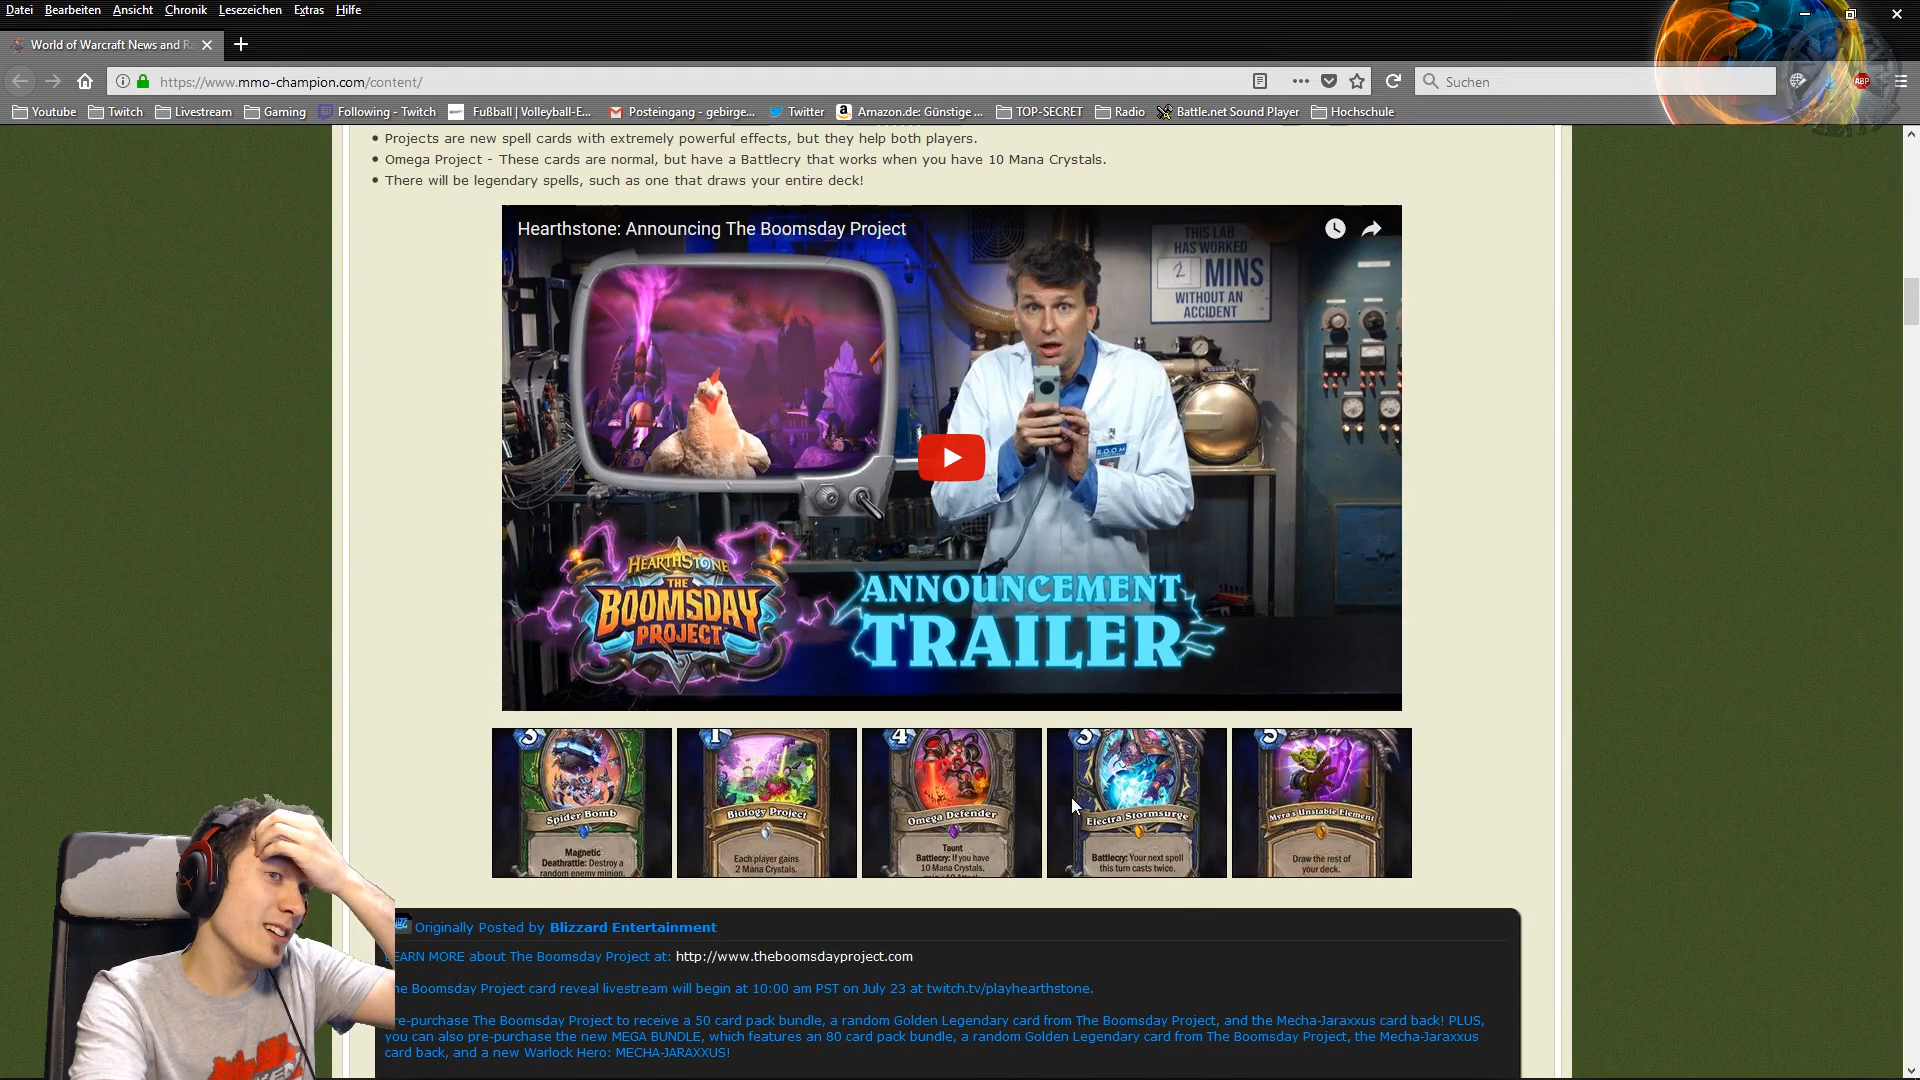 Datei Bearbeiten Ansicht Chronik Lesezeichen Extras Hilfe
World of Warcraft News and Ra
https://www.mmo-champion.com/content/
Suchen
ABP
Youtube Twitch Livestream Gaming Following - Twitch Fußball | Volleyball-E... Posteingang - gebirge... Twitter Amazon.de: Günstige ... TOP-SECRET Radio Battle.net Sound Player Hochschule
Projects are new spell cards with extremely powerful effects, but they help both players.
Omega Project - These cards are normal, but have a Battlecry that works when you have 10 Mana Crystals.
There will be legendary spells, such as one that draws your entire deck!
Hearthstone: Announcing The Boomsday Project
THIS LAB
HAS WORKED
2 MINS
WITHOUT AN
ACCIDENT
BOOM
HEARTHSTONE
THE
BOOMSDAY
PROJECT
ANNOUNCEMENT
TRAILER
Spider Bomb
Magnetic
Deathrattle: Destroy a
random enemy minion.
1
Biology Project
Each player gains
2 Mana Crystals.
4
Omega Defender
Taunt
Battlecry: If you have
10 Mana Crystals,
Electra Stormsurge
Battlecry: Your next spell
this turn casts twice.
5
Myra's Unstable Element
Draw the rest of
your deck.
Originally Posted by Blizzard Entertainment
EARN MORE about The Boomsday Project at: http://www.theboomsdayproject.com
he Boomsday Project card reveal livestream will begin at 10:00 am PST on July 23 at twitch.tv/playhearthstone.
re-purchase The Boomsday Project to receive a 50 card pack bundle, a random Golden Legendary card from The Boomsday Project, and the Mecha-Jaraxxus card back! PLUS,
you can also pre-purchase the new MEGA BUNDLE, which features an 80 card pack bundle, a random Golden Legendary card from The Boomsday Project, the Mecha-Jaraxxus
card back, and a new Warlock Hero: MECHA-JARAXXUS!